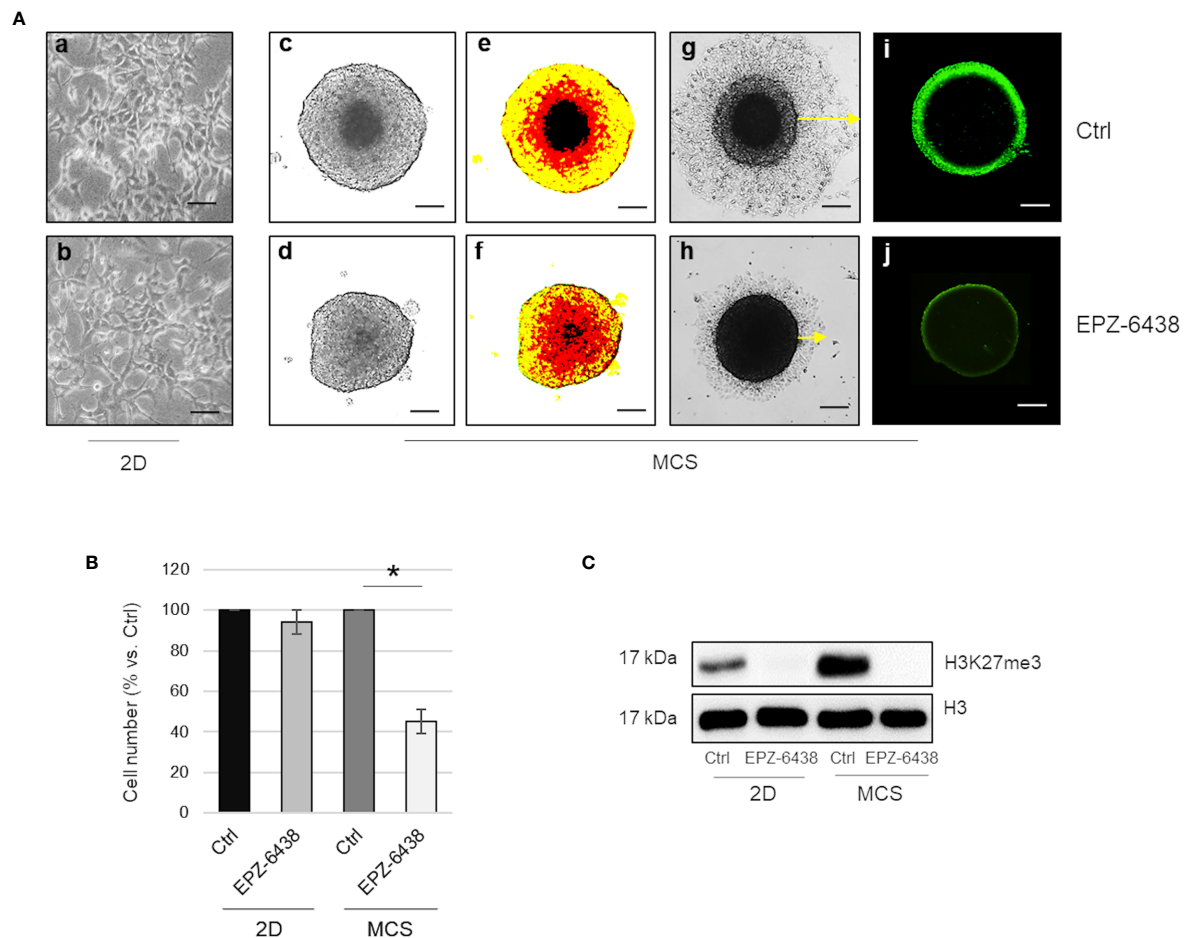 A
a
c
e
g
i
Ctrl
b
d
f
h
j
EPZ-6438
2D
MCS
B
120
100
80
60
40
20
0
Cell number (% vs. Ctrl)
*
Ctrl
EPZ-6438
Ctrl
EPZ-6438
2D
MCS
C
17 kDa
H3K27me3
17 kDa
H3
Ctrl EPZ-6438 Ctrl EPZ-6438
2D
MCS